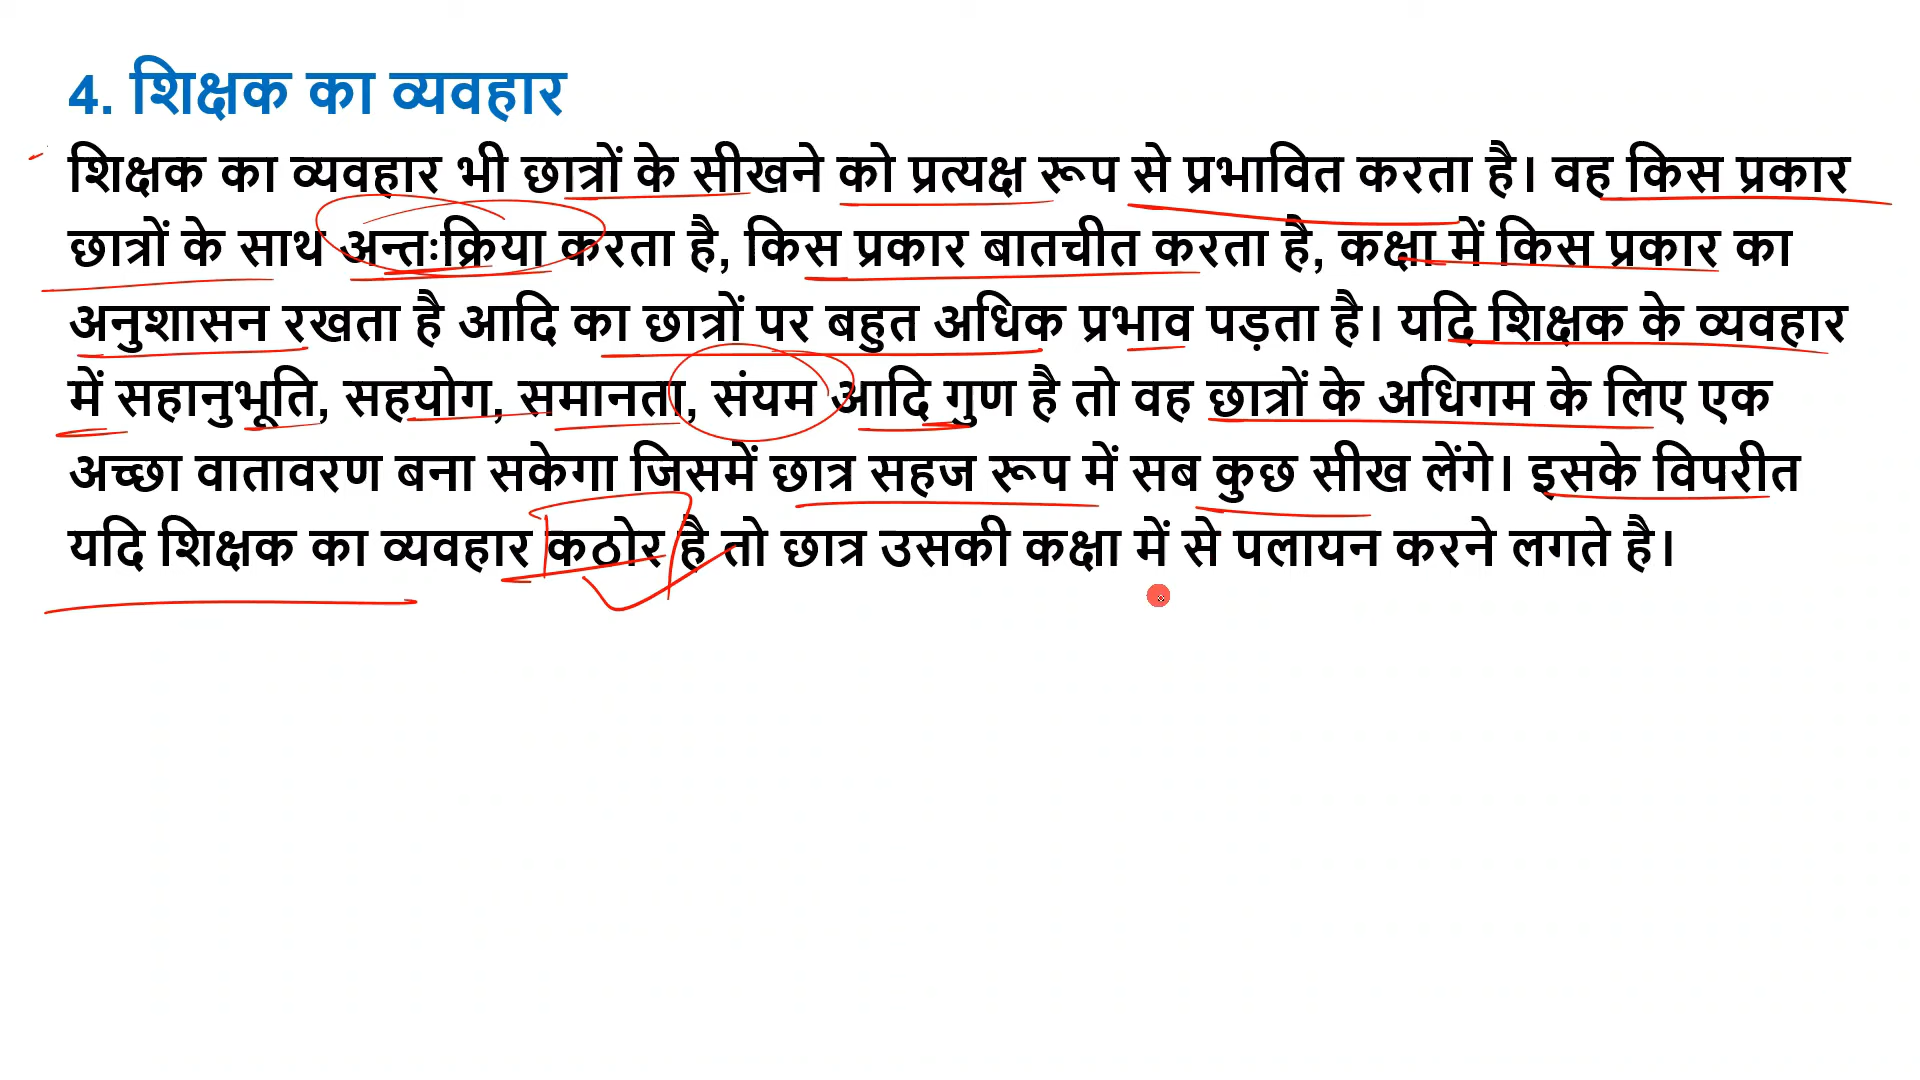 4. शिक्षक का व्यवहार
शिक्षक का व्यवहार भी छात्रों के सीखने को प्रत्यक्ष रूप से प्रभावित करता है। वह किस प्रकार
छात्रों के साथ अन्तःक्रिया करता है, किस प्रकार बातचीत करता है, कक्षा में किस प्रकार का
अनुशासन रखता है आदि का छात्रों पर बहुत अधिक प्रभाव पड़ता है। यदि शिक्षक के व्यवहार
में सहानुभूति, सहयोग, समानता, संयम आदि गुण है तो वह छात्रों के अधिगम के लिए एक
अच्छा वातावरण बना सकेगा जिसमें छात्र सहज रूप में सब कुछ सीख लेंगे। इसके विपरीत
यदि शिक्षक का व्यवहार कठोर है तो छात्र उसकी कक्षा में से पलायन करने लगते है।